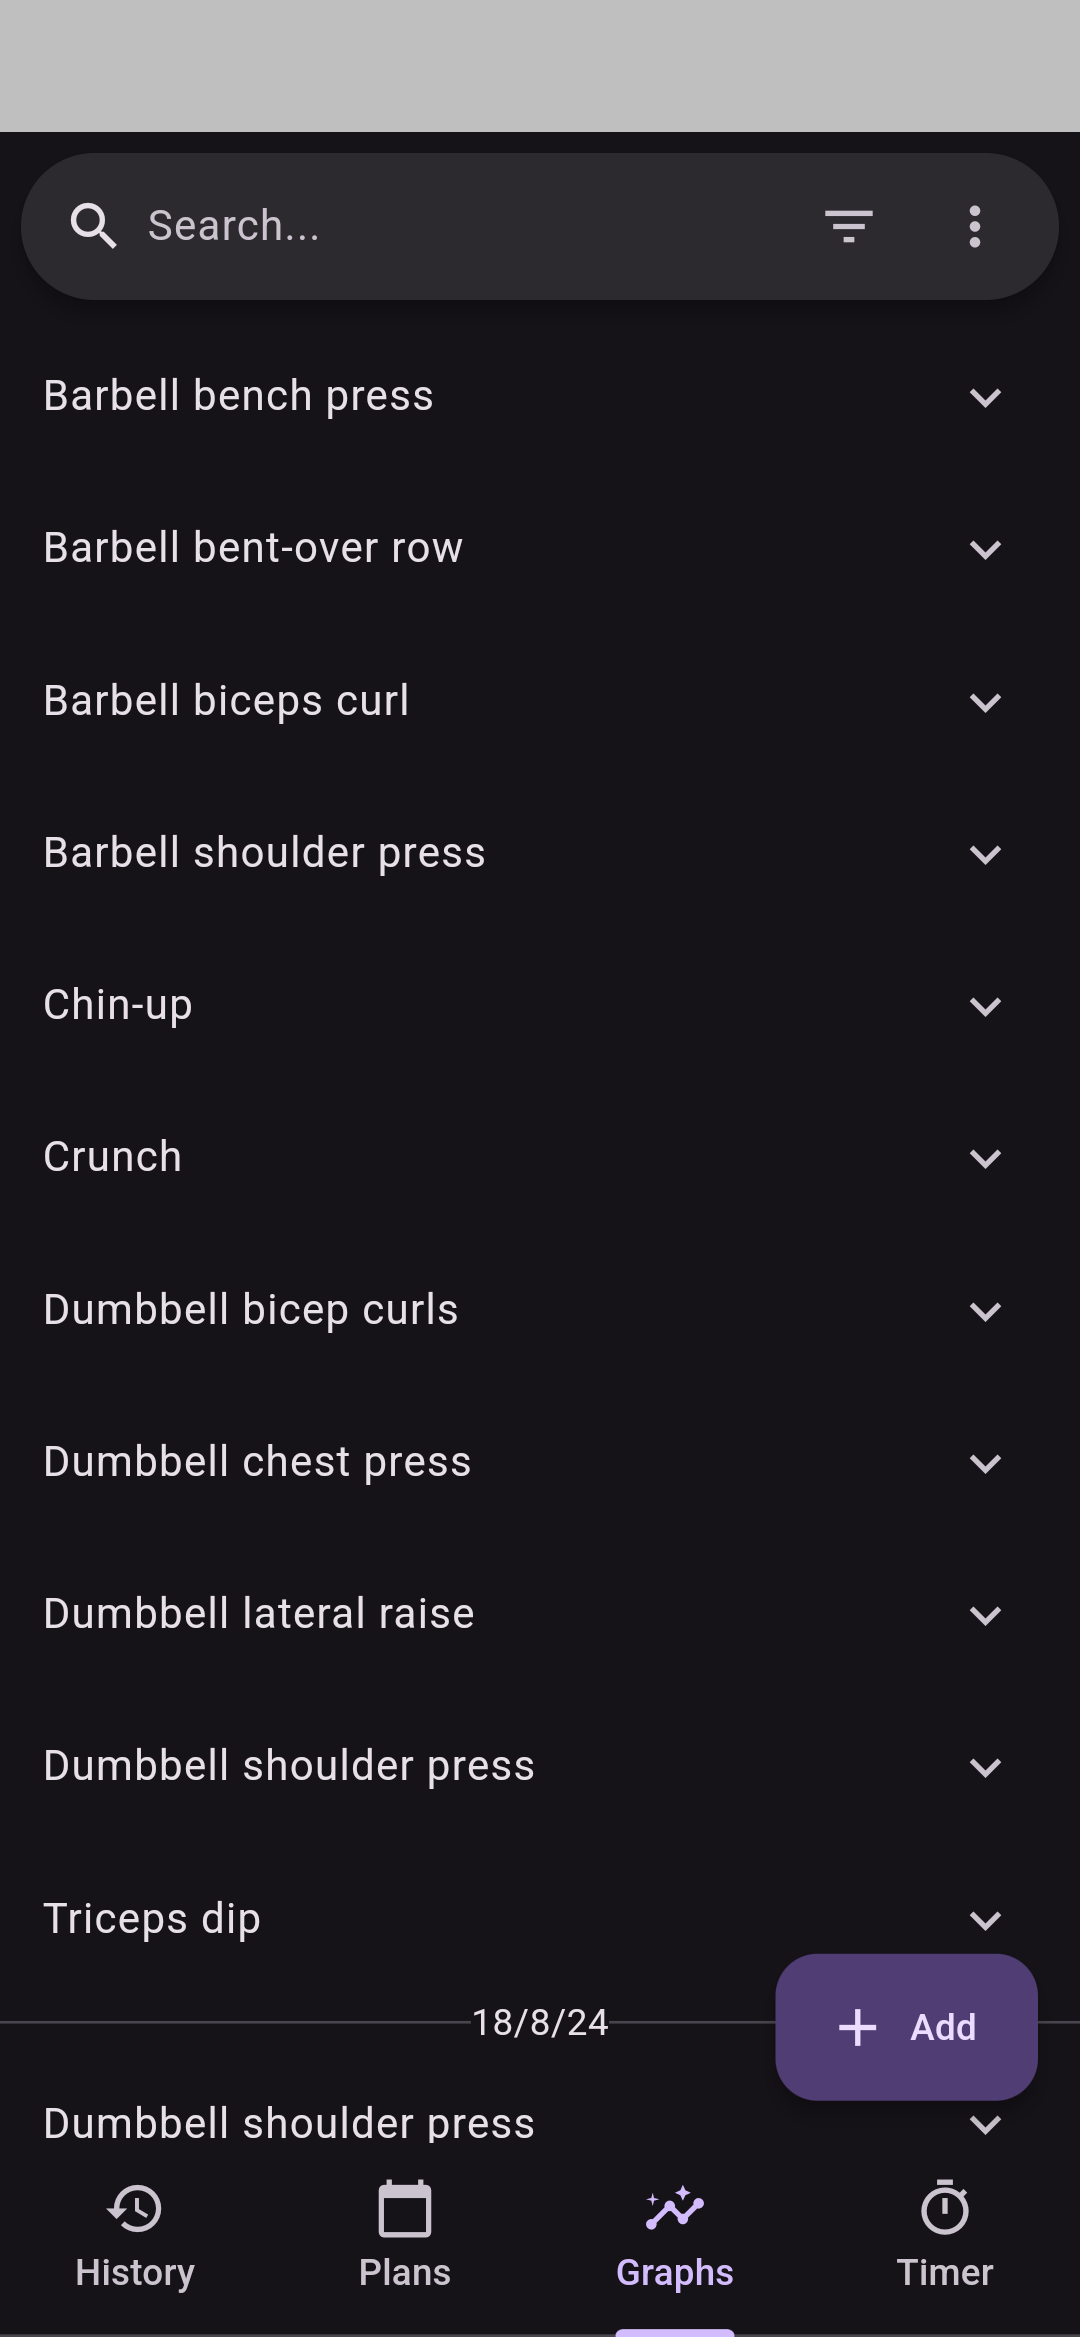 Search...
Barbell bench press
Barbell bent-over row
Barbell biceps curl
Barbell shoulder press
Chin-up
Crunch
Dumbbell bicep curls
Dumbbell chest press
Dumbbell lateral raise
Dumbbell shoulder press
Triceps dip
18/8/24
Add
Dumbbell shoulder press
History
Plans
Graphs
Timer